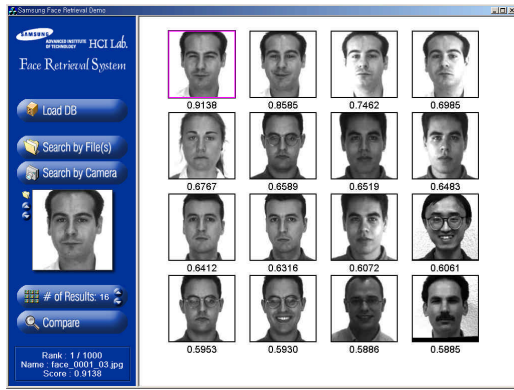 Samsung Face Retrieval Demo
SAMSUNG
ADVANCED INSTITUTE
OF TECHNOLOGY HCI Lab.
Face Retrieval System
Load DB
Search by File(s)
Search by Camera
# of Results: 16
Compare
Rank : 1 / 1000
Name : face_0001_03.jpg
Score : 0.9138
0.9138 0.8585 0.7462 0.6985
0.6767 0.6589 0.6519 0.6483
0.6412 0.6316 0.6072 0.6061
0.5953 0.5930 0.5886 0.5885